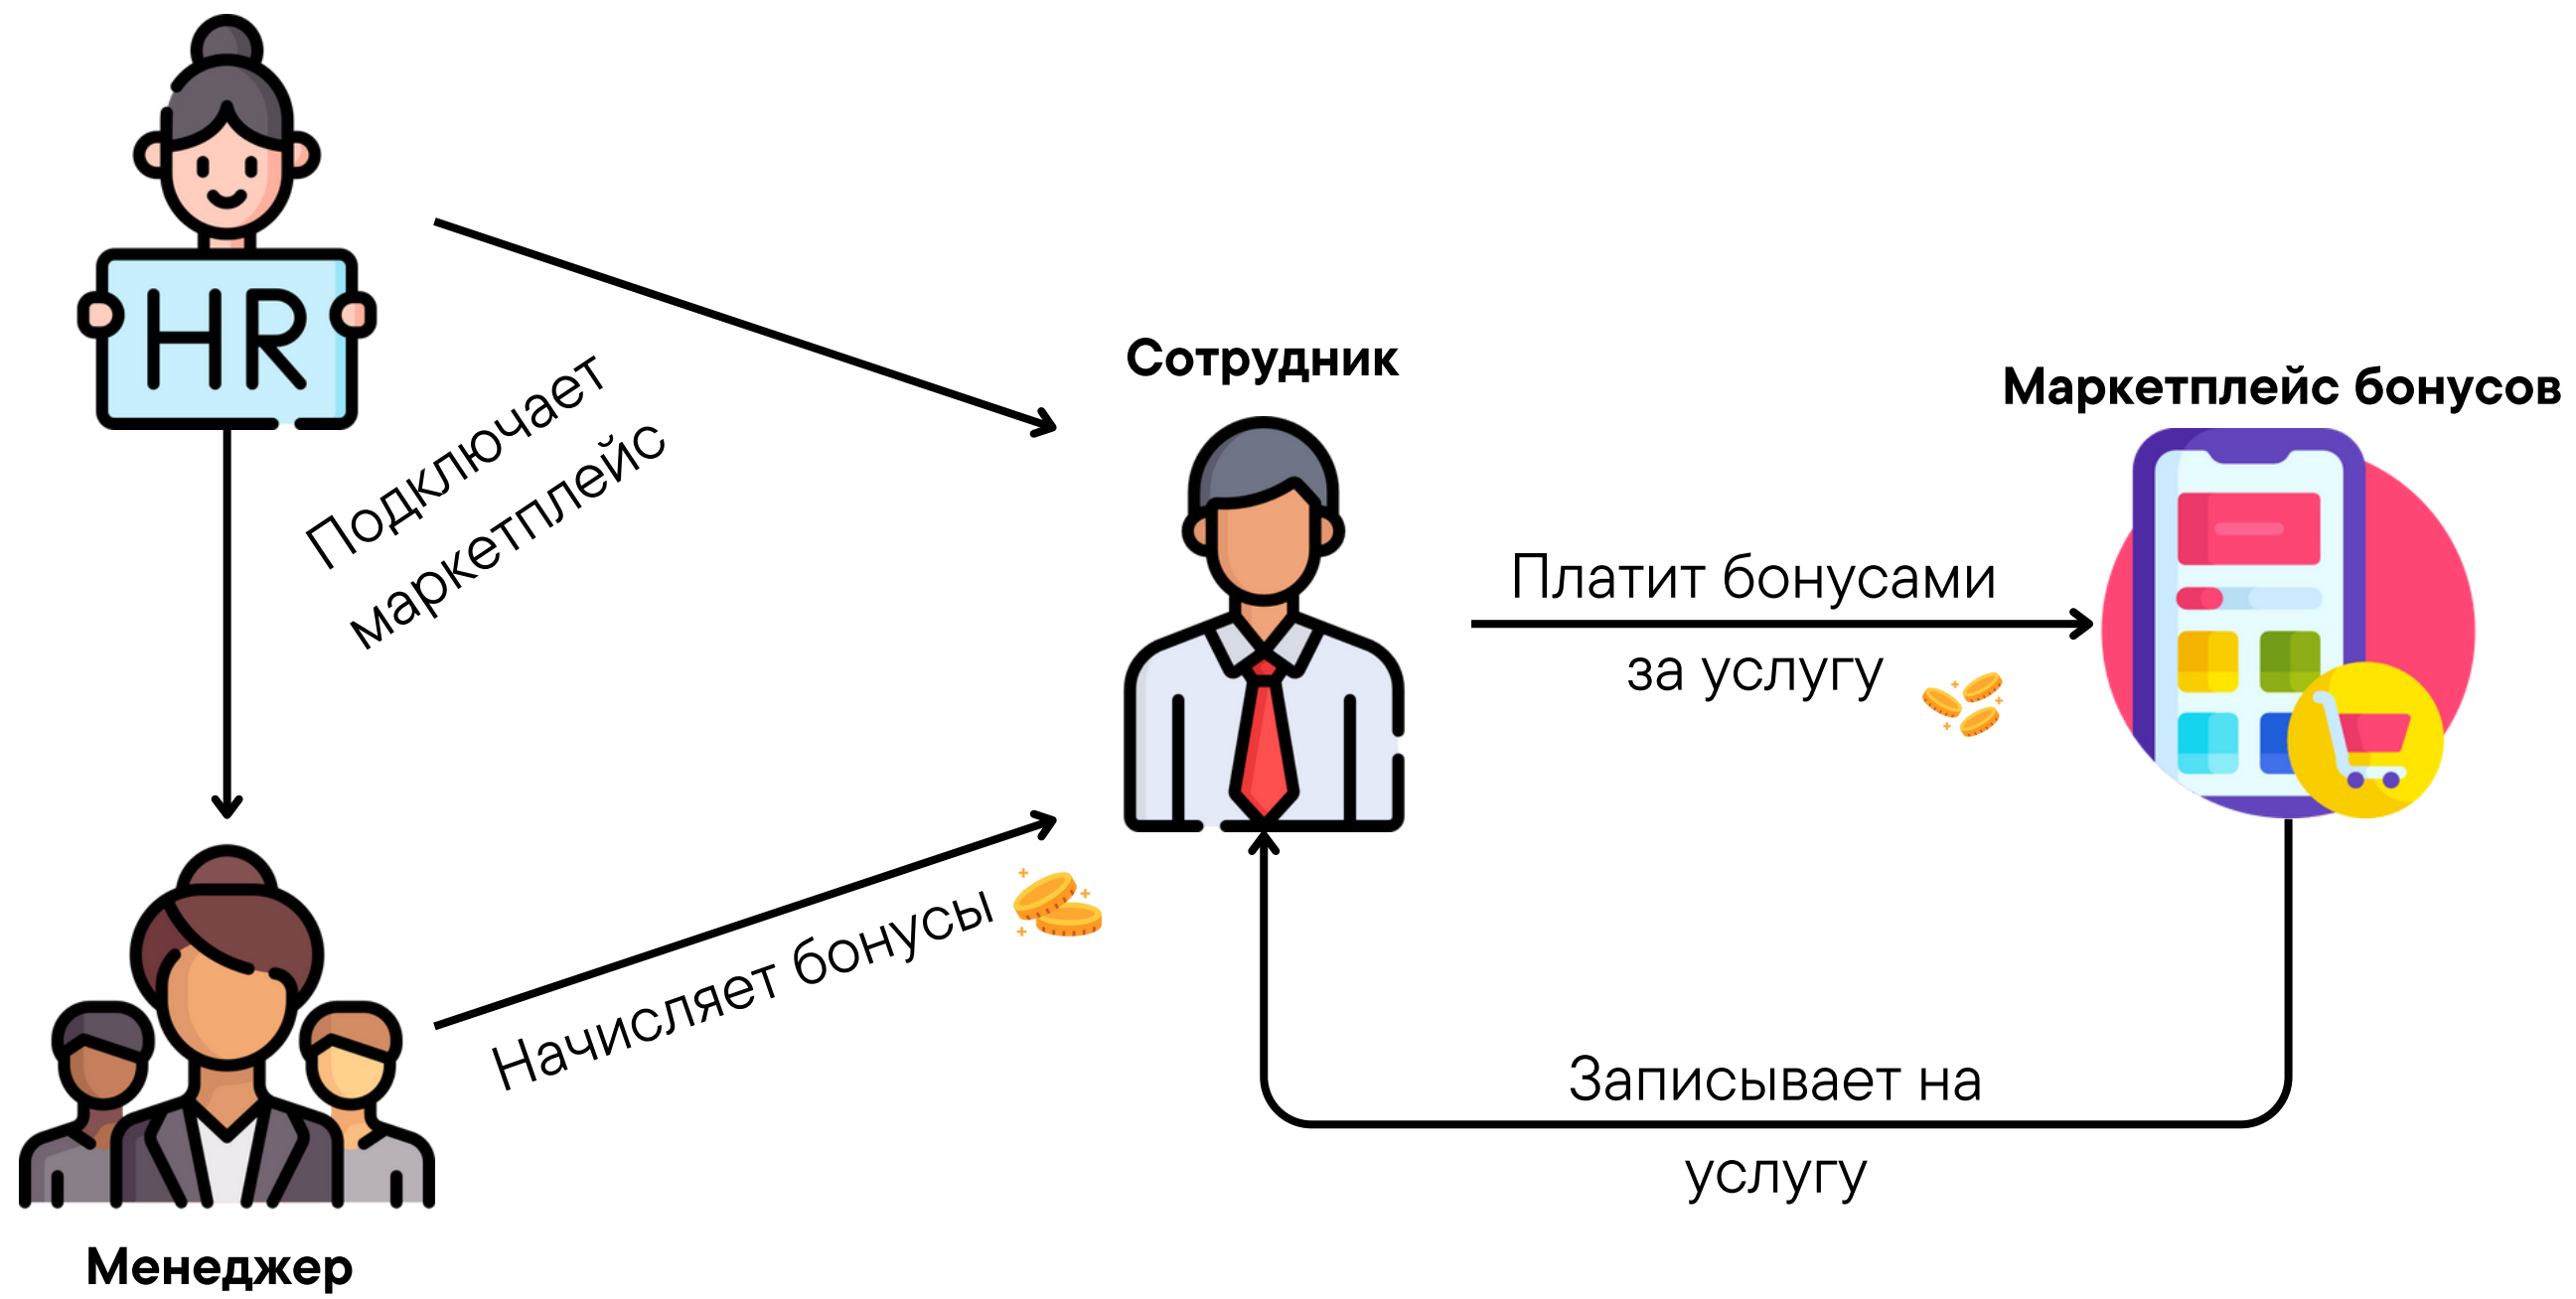 HR
Подключает
маркетплейс
Сотрудник
Маркетплейс бонусов
Платит бонусами
за услугу
Начисляет бонусы
Записывает на
услугу
Менеджер